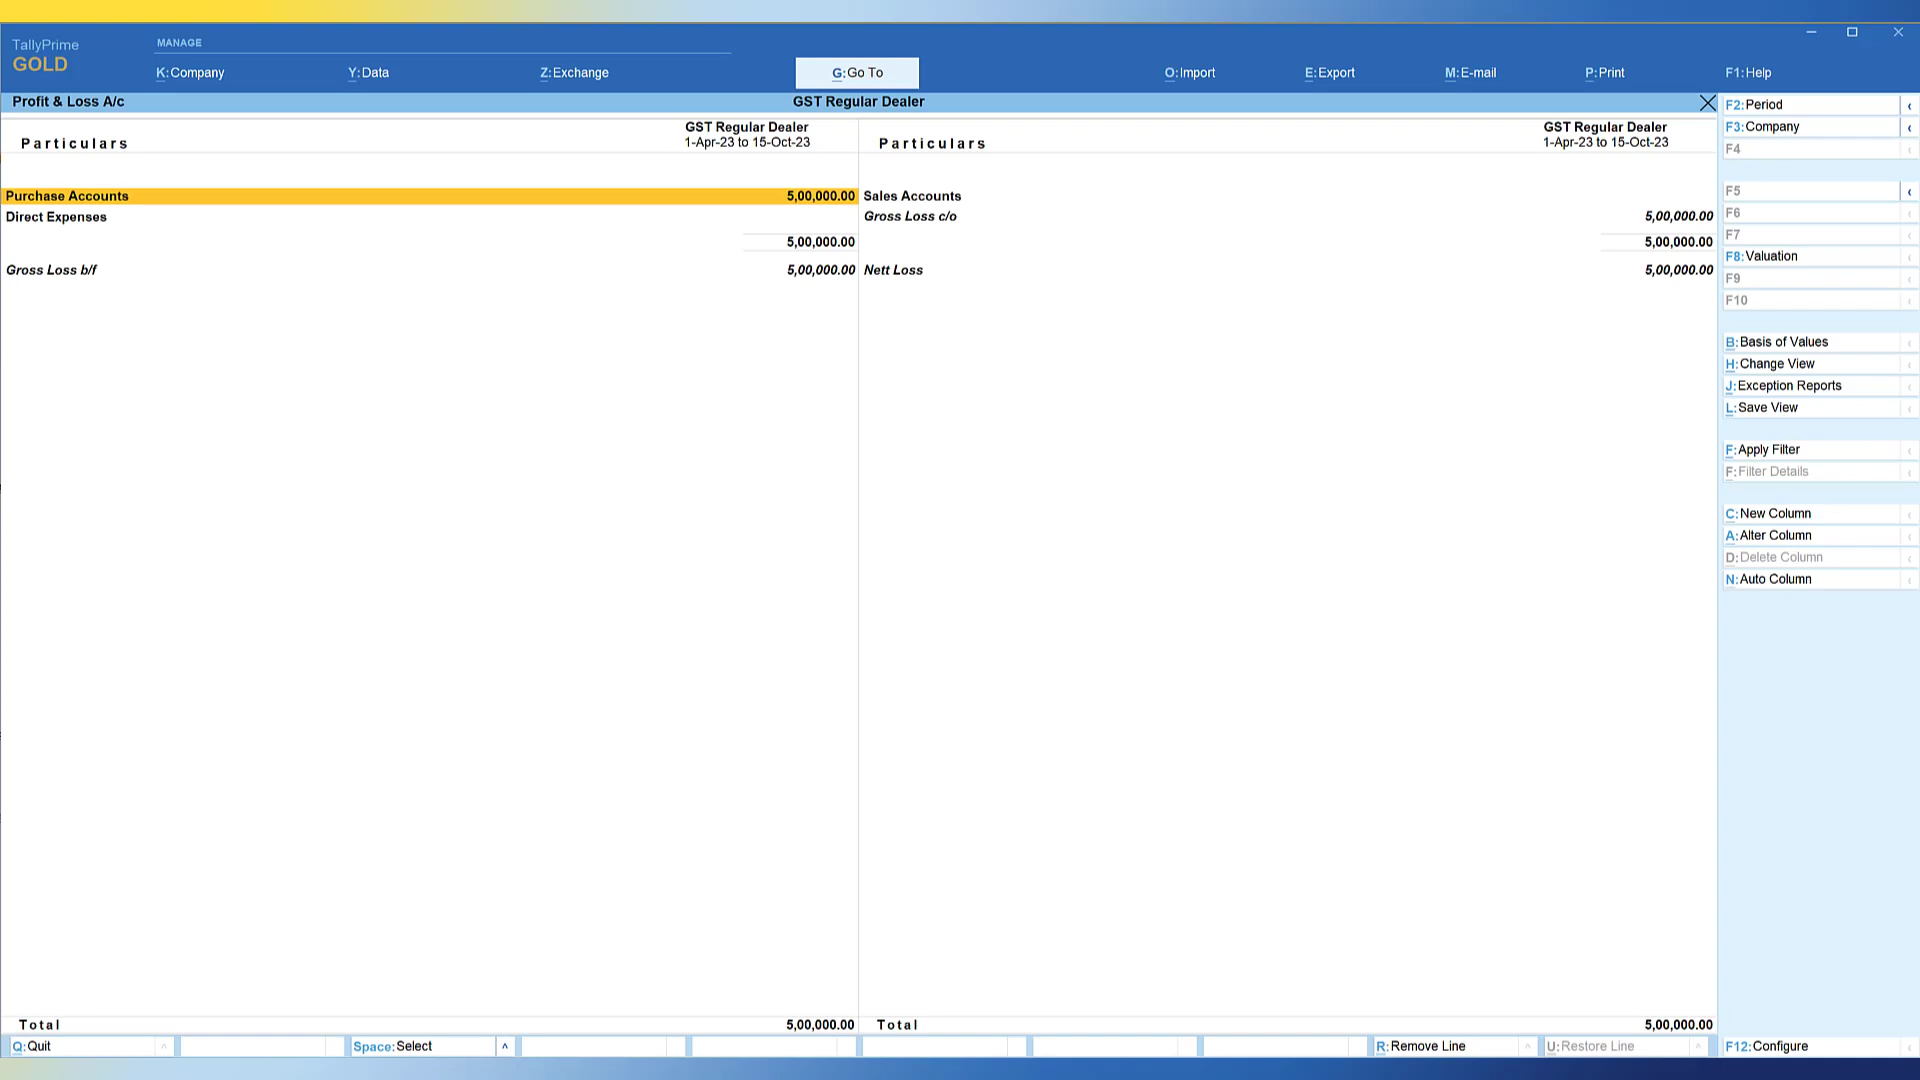 TallyPrime
GOLD
MANAGE
K:Company
Y:Data
Z:Exchange
G:Go To
O:Import
E:Export
M:E-mail
P:Print
F1:Help
Profit & Loss A/c
GST Regular Dealer
Particulars
GST Regular Dealer
1-Apr-23 to 15-Oct-23
Particulars
GST Regular Dealer
1-Apr-23 to 15-Oct-23
Purchase Accounts 5,00,000.00
Direct Expenses
5,00,000.00
Gross Loss b/f 5,00,000.00
Sales Accounts
Gross Loss c/o 5,00,000.00
5,00,000.00
Nett Loss 5,00,000.00
Total 5,00,000.00
Total 5,00,000.00
F2:Period
F3:Company
F4
F5
F6
F7
F8:Valuation
F9
F10
B:Basis of Values
H:Change View
J:Exception Reports
L:Save View
F:Apply Filter
F:Filter Details
C:New Column
A:Alter Column
D:Delete Column
N:Auto Column
Q:Quit
Space:Select
R:Remove Line
U:Restore Line
F12:Configure